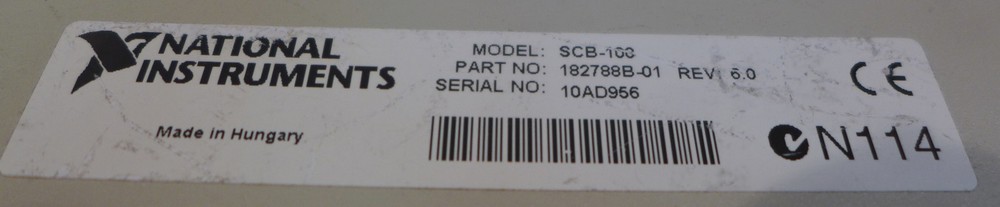 NATIONAL
INSTRUMENTS
Made in Hungary
MODEL: SCB-100
PART NO: 182788B-01 REV: 6.0
SERIAL NO: 10AD956
CE
N114